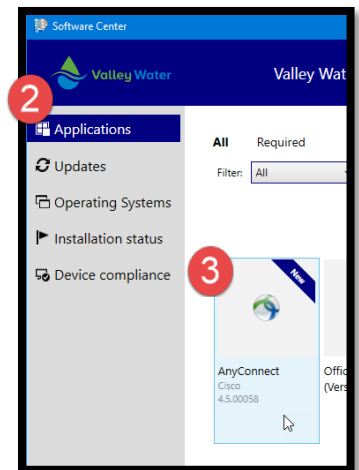 Software Center
Valley Water
Valley Wat
2
Applications
Updates
Operating Systems
Installation status
Device compliance
All Required
Filter: All
3
New
AnyConnect
Cisco
4.5.00058
Offic
(Vers